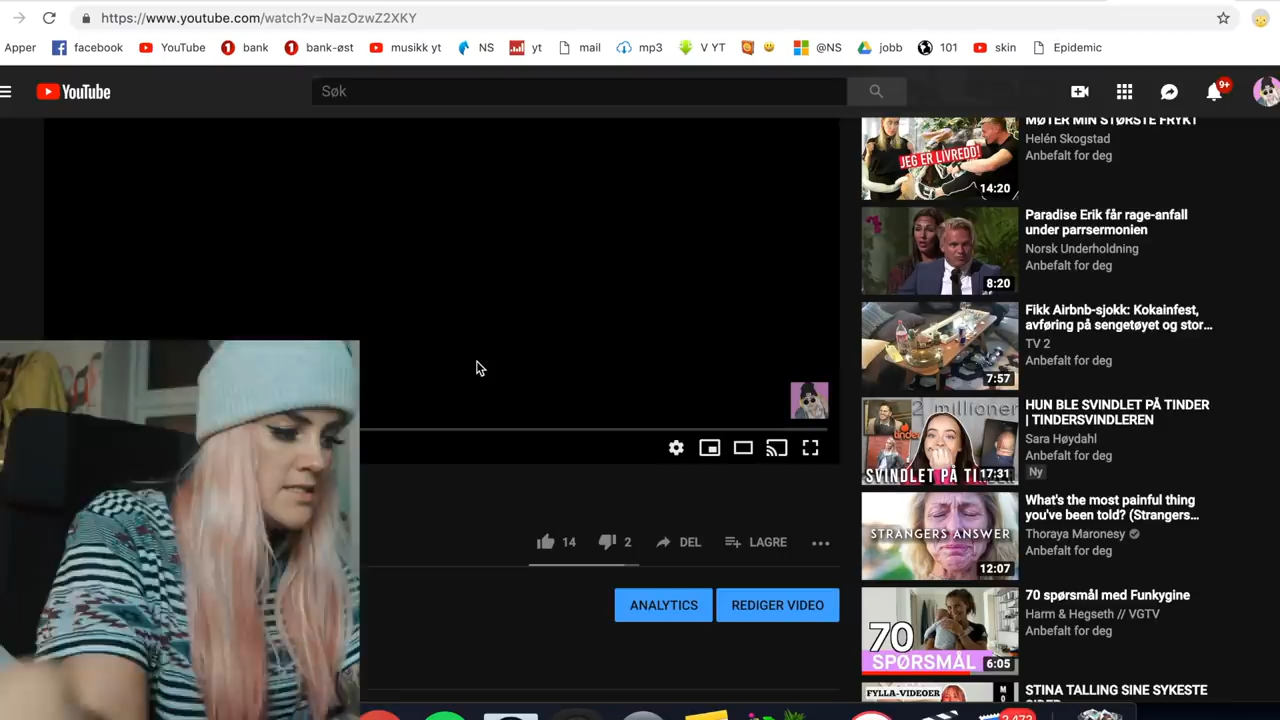 https://www.youtube.com/watch?v=NazOzwZ2XKY
Apper facebook YouTube bank bank-øst musikk yt NS yt mail mp3 V YT @NS jobb 101 skin Epidemic
YouTube
Søk
9+
MØTER MIN STØRSTE FRYKT
Helén Skogstad
Anbefalt for deg
JEG ER LIVREDD!
14:20
Paradise Erik får rage-anfall
under parrsermonien
Norsk Underholdning
Anbefalt for deg
8:20
Fikk Airbnb-sjokk: Kokainfest,
avføring på sengetøyet og stor...
TV 2
Anbefalt for deg
7:57
HUN BLE SVINDLET PÅ TINDER
| TINDERSVINDLEREN
Sara Høydahl
Anbefalt for deg
Ny
2 millioner
tinder
SVINDLET PÅ
17:31
What's the most painful thing
you've been told? (Strangers...
Thoraya Maronesy
Anbefalt for deg
STRANGERS ANSWER
12:07
70 spørsmål med Funkygine
Harm & Hegseth // VGTV
Anbefalt for deg
70
SPØRSMÅL
6:05
STINA TALLING SINE SYKESTE
FYLLA-VIDEOER
14
2
DEL
LAGRE
ANALYTICS
REDIGER VIDEO
2,472